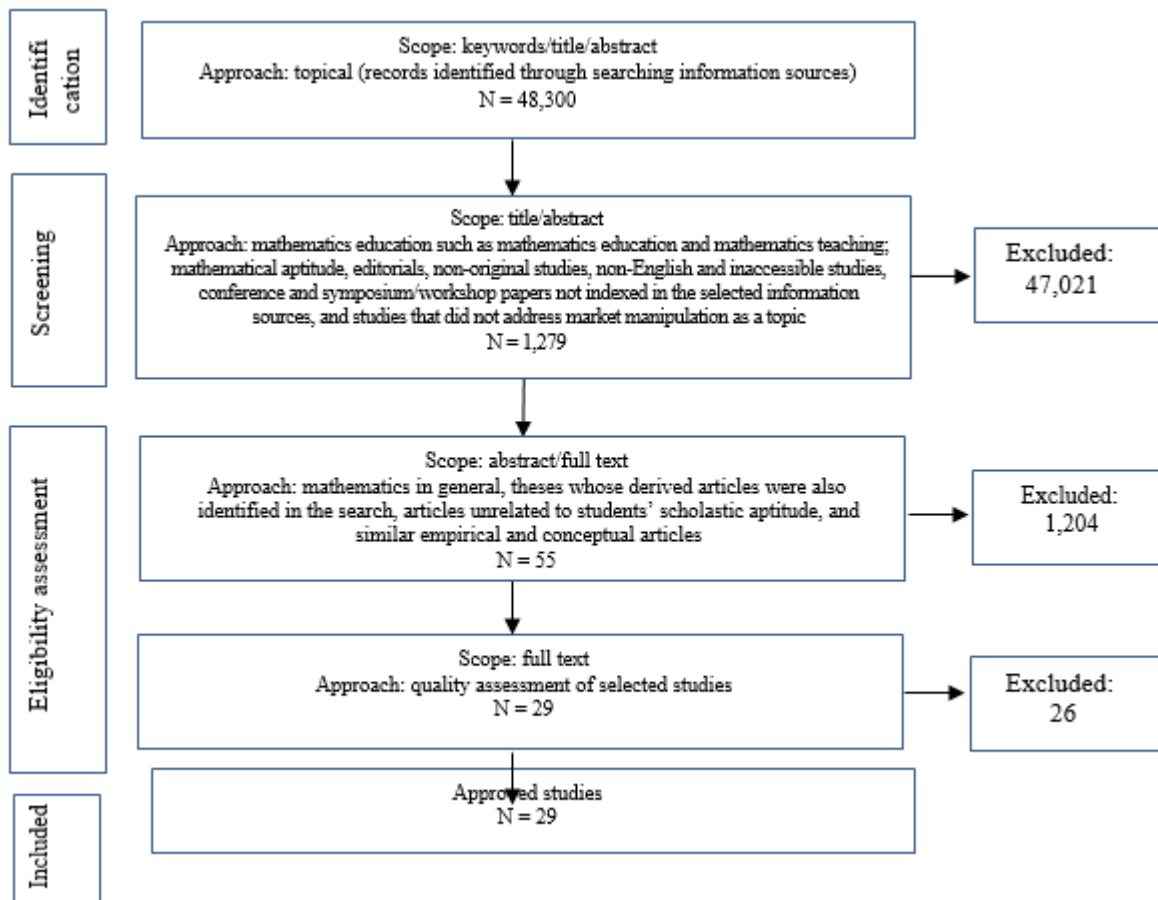 Identifi
cation
Scope: keywords/title/abstract
Approach: topical (records identified through searching information sources)
N = 48,300
Screening
Scope: title/abstract
Approach: mathematics education such as mathematics education and mathematics teaching;
mathematical aptitude, editorials, non-original studies, non-English and inaccessible studies,
conference and symposium/workshop papers not indexed in the selected information
sources, and studies that did not address market manipulation as a topic
N = 1,279
Excluded:
47,021
Eligibility assessment
Scope: abstract/full text
Approach: mathematics in general, theses whose derived articles were also
identified in the search, articles unrelated to students’ scholastic aptitude, and
similar empirical and conceptual articles
N = 55
Excluded:
1,204
Scope: full text
Approach: quality assessment of selected studies
N = 29
Excluded:
26
Included
Approved studies
N = 29